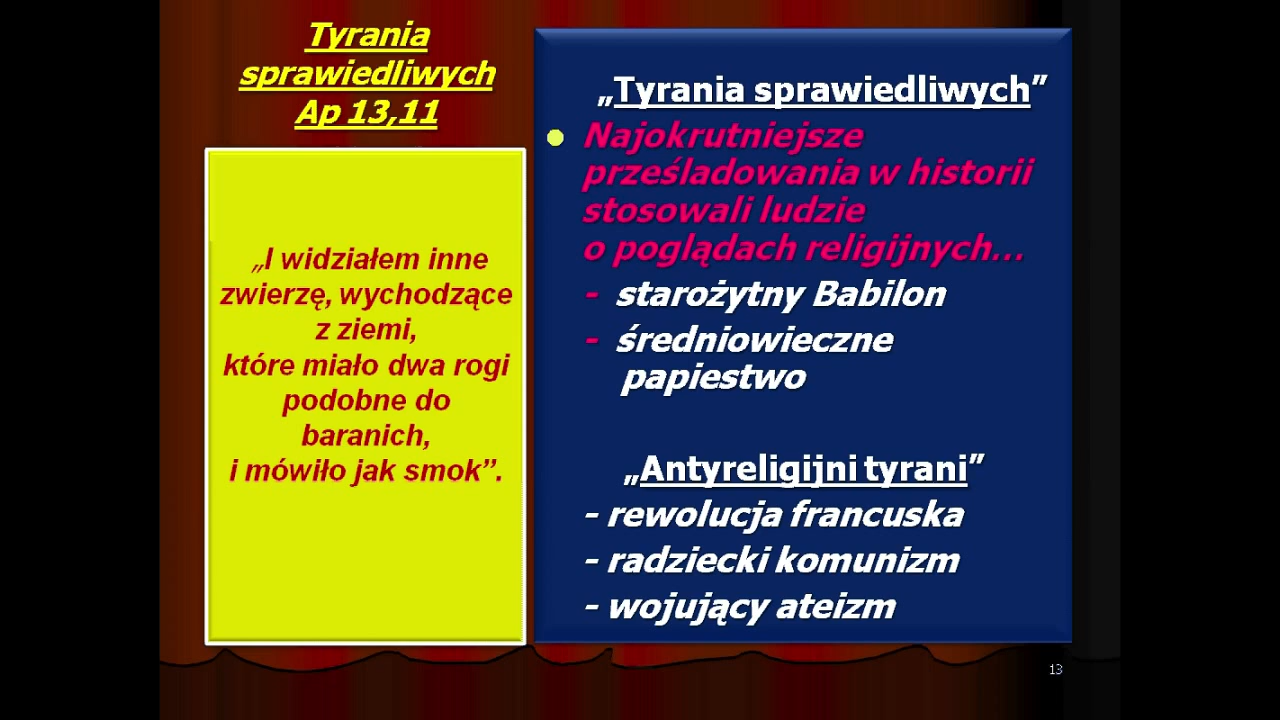 Tyrania
sprawiedliwych
Ap 13,11
„I widziałem inne
zwierzę, wychodzące
z ziemi,
które miało dwa rogi
podobne do
baranich,
i mówiło jak smok”.
„Tyrania sprawiedliwych”
● Najokrutniejsze
prześladowania w historii
stosowali ludzie
o poglądach religijnych...
- starożytny Babilon
- średniowieczne
papiestwo
„Antyreligijni tyrani”
- rewolucja francuska
- radziecki komunizm
- wojujący ateizm
13